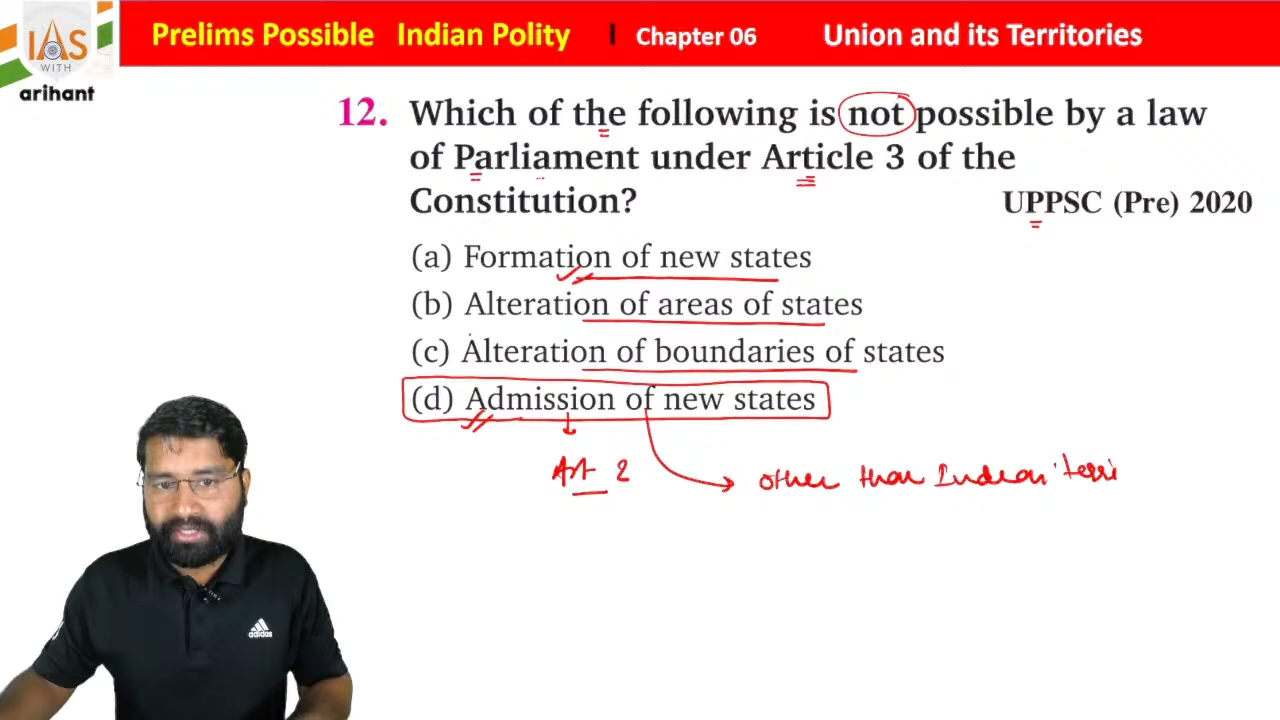 IAS
WITH
arihant
Prelims Possible Indian Polity | Chapter 06 Union and its Territories
12. Which of the following is not possible by a law
of Parliament under Article 3 of the
Constitution? UPPSC (Pre) 2020
(a) Formation of new states
(b) Alteration of areas of states
(c) Alteration of boundaries of states
(d) Admission of new states
Art 2
other than Indian terri
adidas